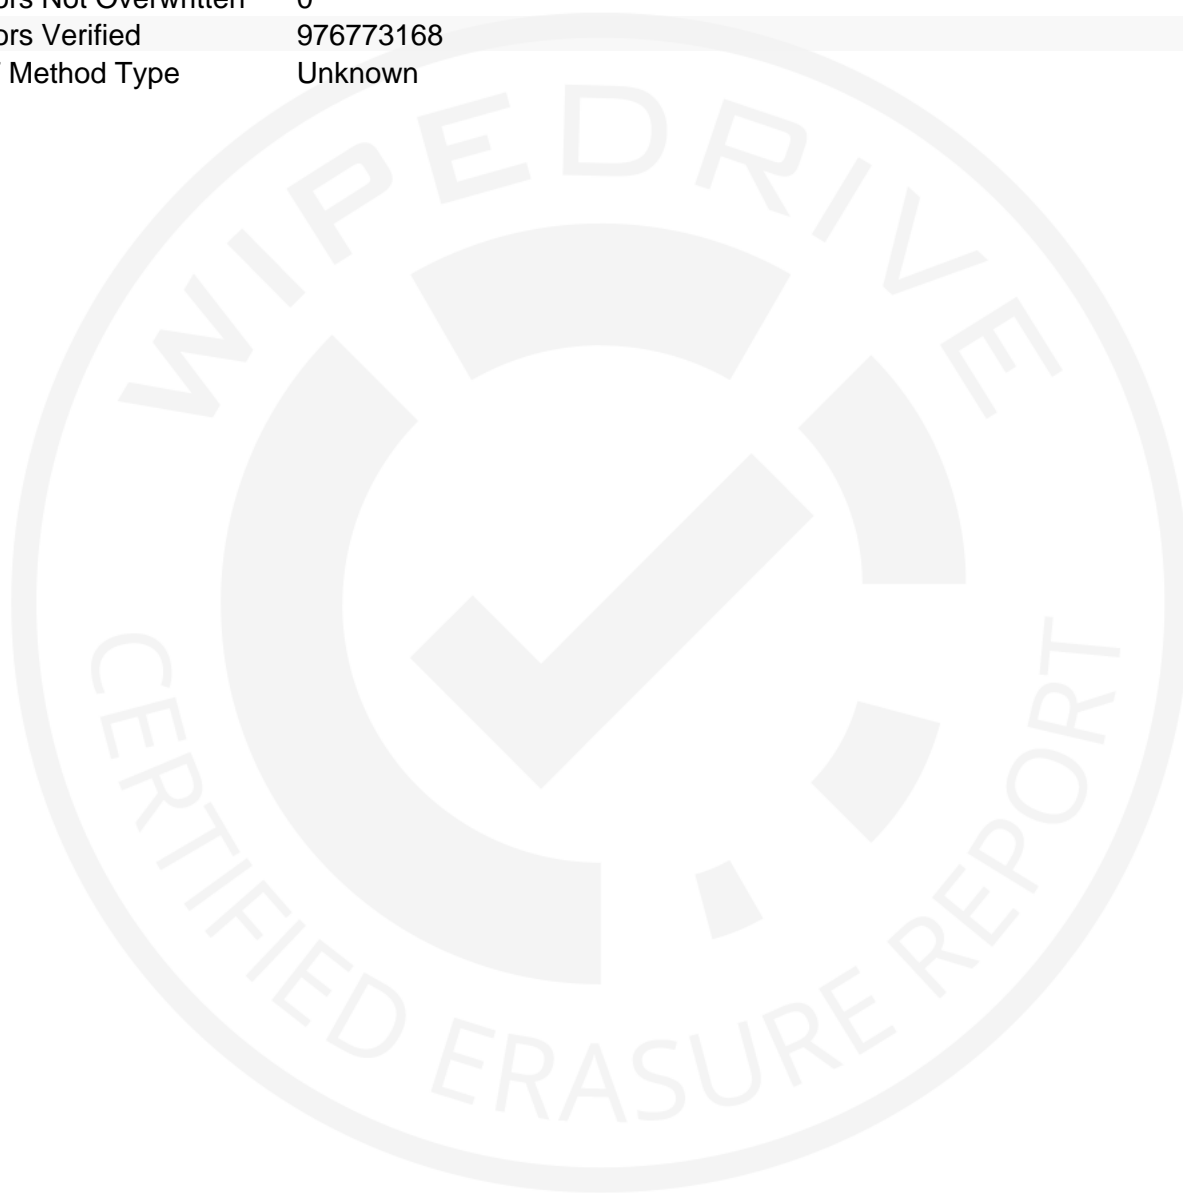 ors Not Overwritten 0
ors Verified 976773168
Method Type Unknown
WIPEDRIVE
CERTIFIED ERASURE REPORT